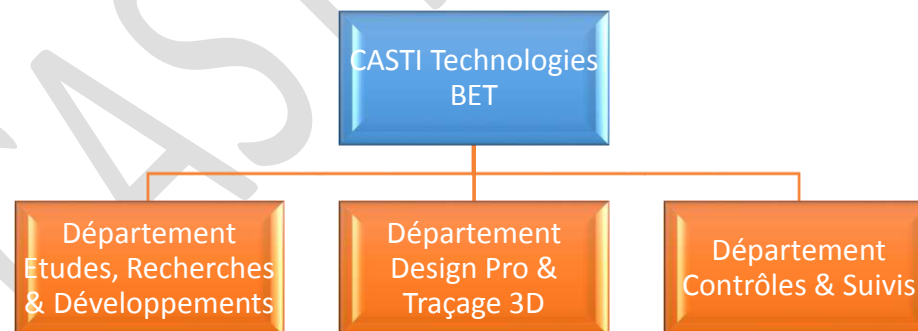 CASTI Technologies
BET
Département
Etudes, Recherches
& Développements
Département
Design Pro &
Traçage 3D
Département
Contrôles & Suivis